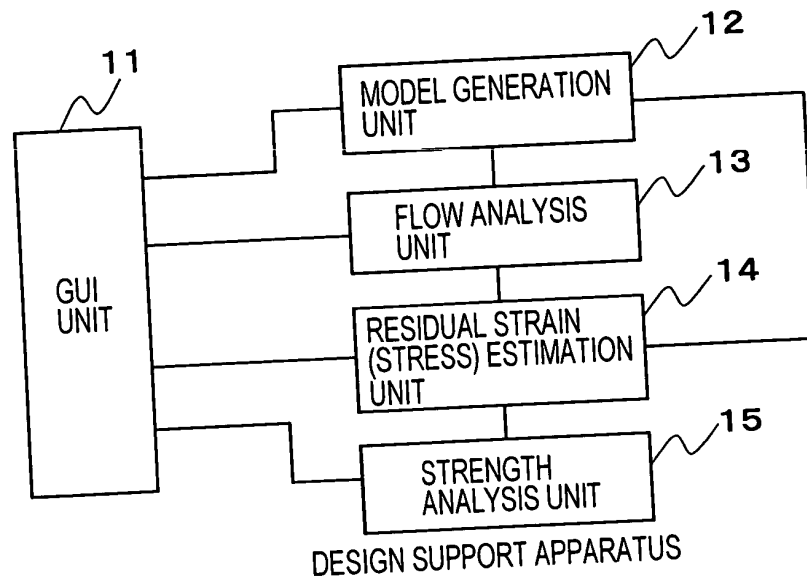 11
12
MODEL GENERATION
UNIT
13
FLOW ANALYSIS
UNIT
GUI
UNIT
14
RESIDUAL STRAIN
(STRESS) ESTIMATION
UNIT
15
STRENGTH
ANALYSIS UNIT
DESIGN SUPPORT APPARATUS